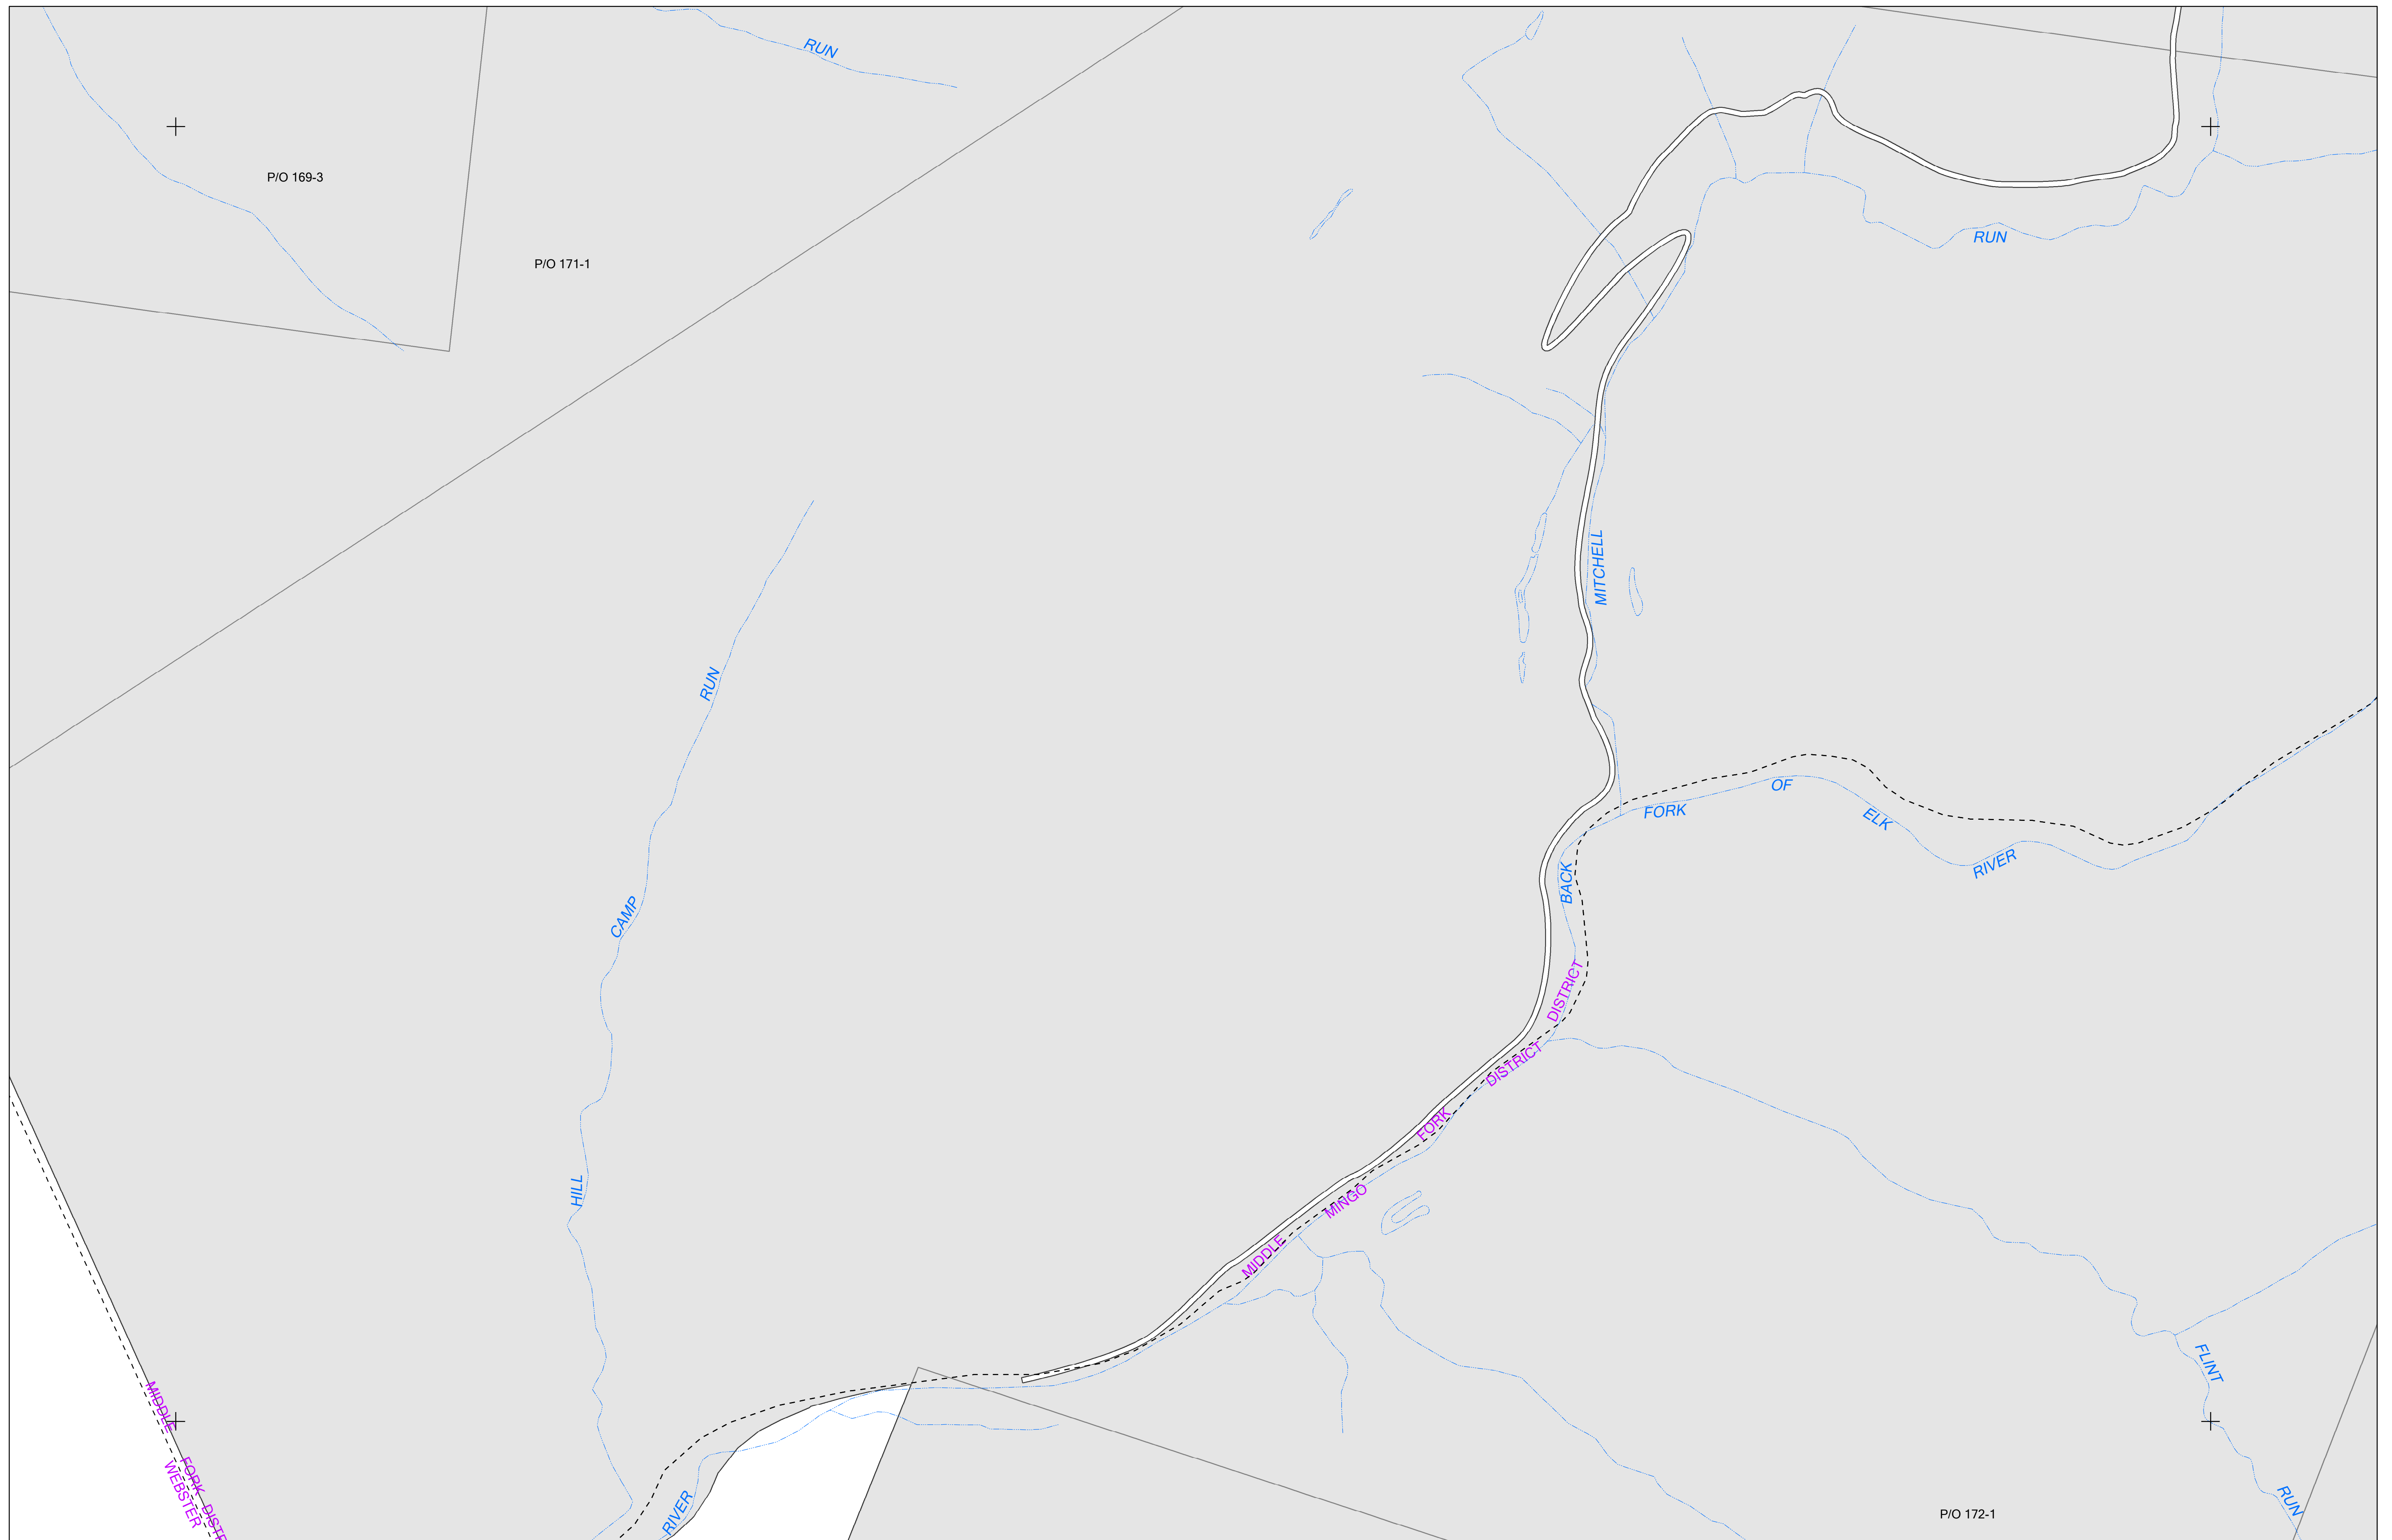 RUN
P/O 169-3
P/O 171-1
RUN
MITCHELL
RUN
FORK OF ELK RIVER
BACK
CAMP
DISTRICT
DISTRICT
FORK
MINGO
MIDDLE
HILL
FLINT
RUN
MIDDLE
FORK
WEBSTER
RIVER
P/O 172-1